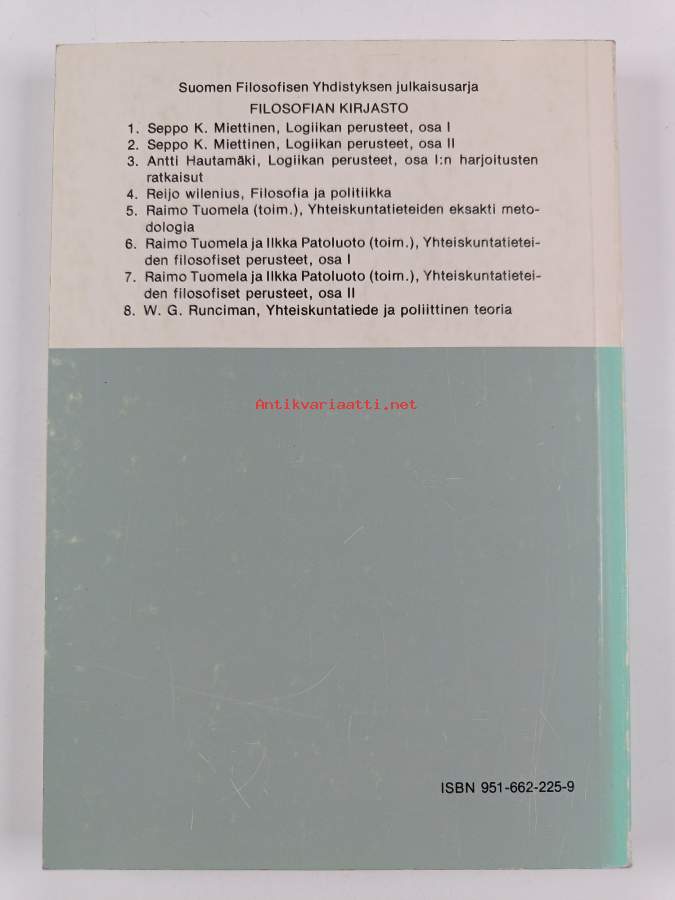 Suomen Filosofisen Yhdistyksen julkaisusarja
FILOSOFIAN KIRJASTO
1. Seppo K. Miettinen, Logiikan perusteet, osa I
2. Seppo K. Miettinen, Logiikan perusteet, osa II
3. Antti Hautamäki, Logiikan perusteet, osa I:n harjoitusten
ratkaisut
4. Reijo wilenius, Filosofia ja politiikka
5. Raimo Tuomela (toim.), Yhteiskuntatieteiden eksakti meto-
dologia
6. Raimo Tuomela ja Ilkka Patoluoto (toim.), Yhteiskuntatietei-
den filosofiset perusteet, osa I
7. Raimo Tuomela ja Ilkka Patoluoto (toim.), Yhteiskuntatietei-
den filosofiset perusteet, osa II
8. W. G. Runciman, Yhteiskuntatiede ja poliittinen teoria
Antikvariaatti.net
ISBN 951-662-225-9